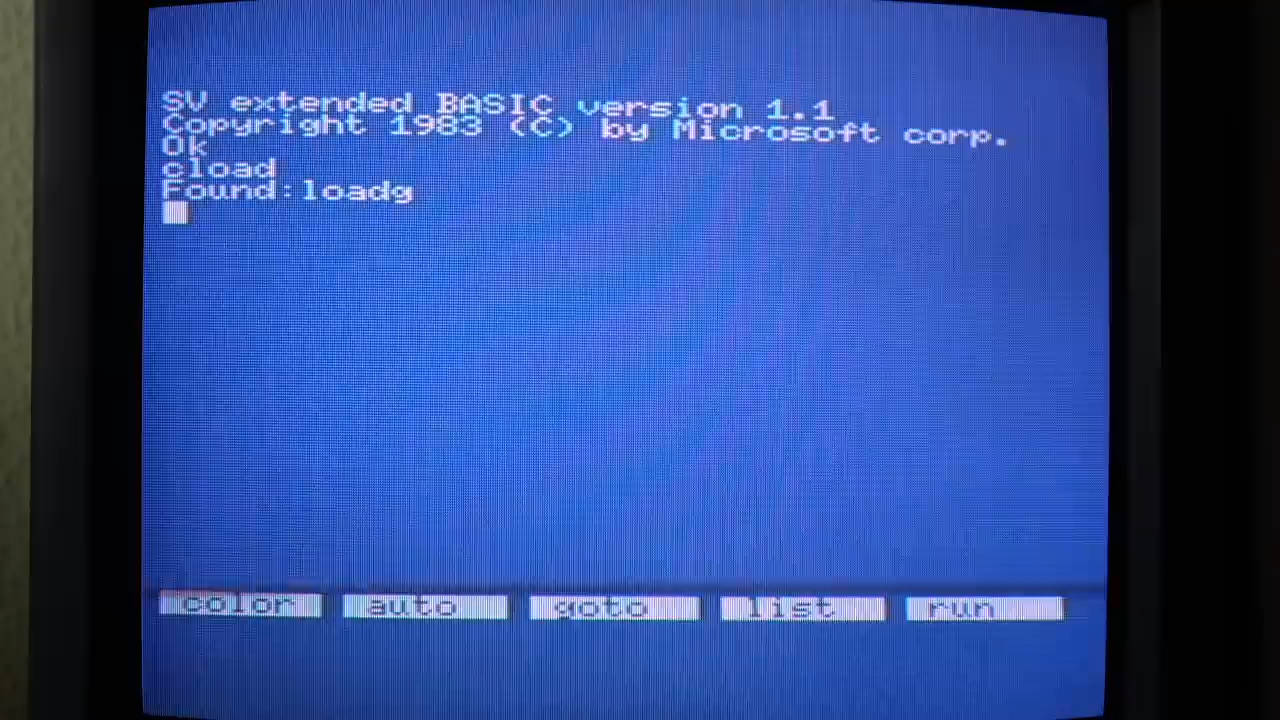 SV extended BASIC version 1.1
Copyright 1983 (C) by Microsoft corp.
Ok
cload
Found:loadg
color auto goto list run